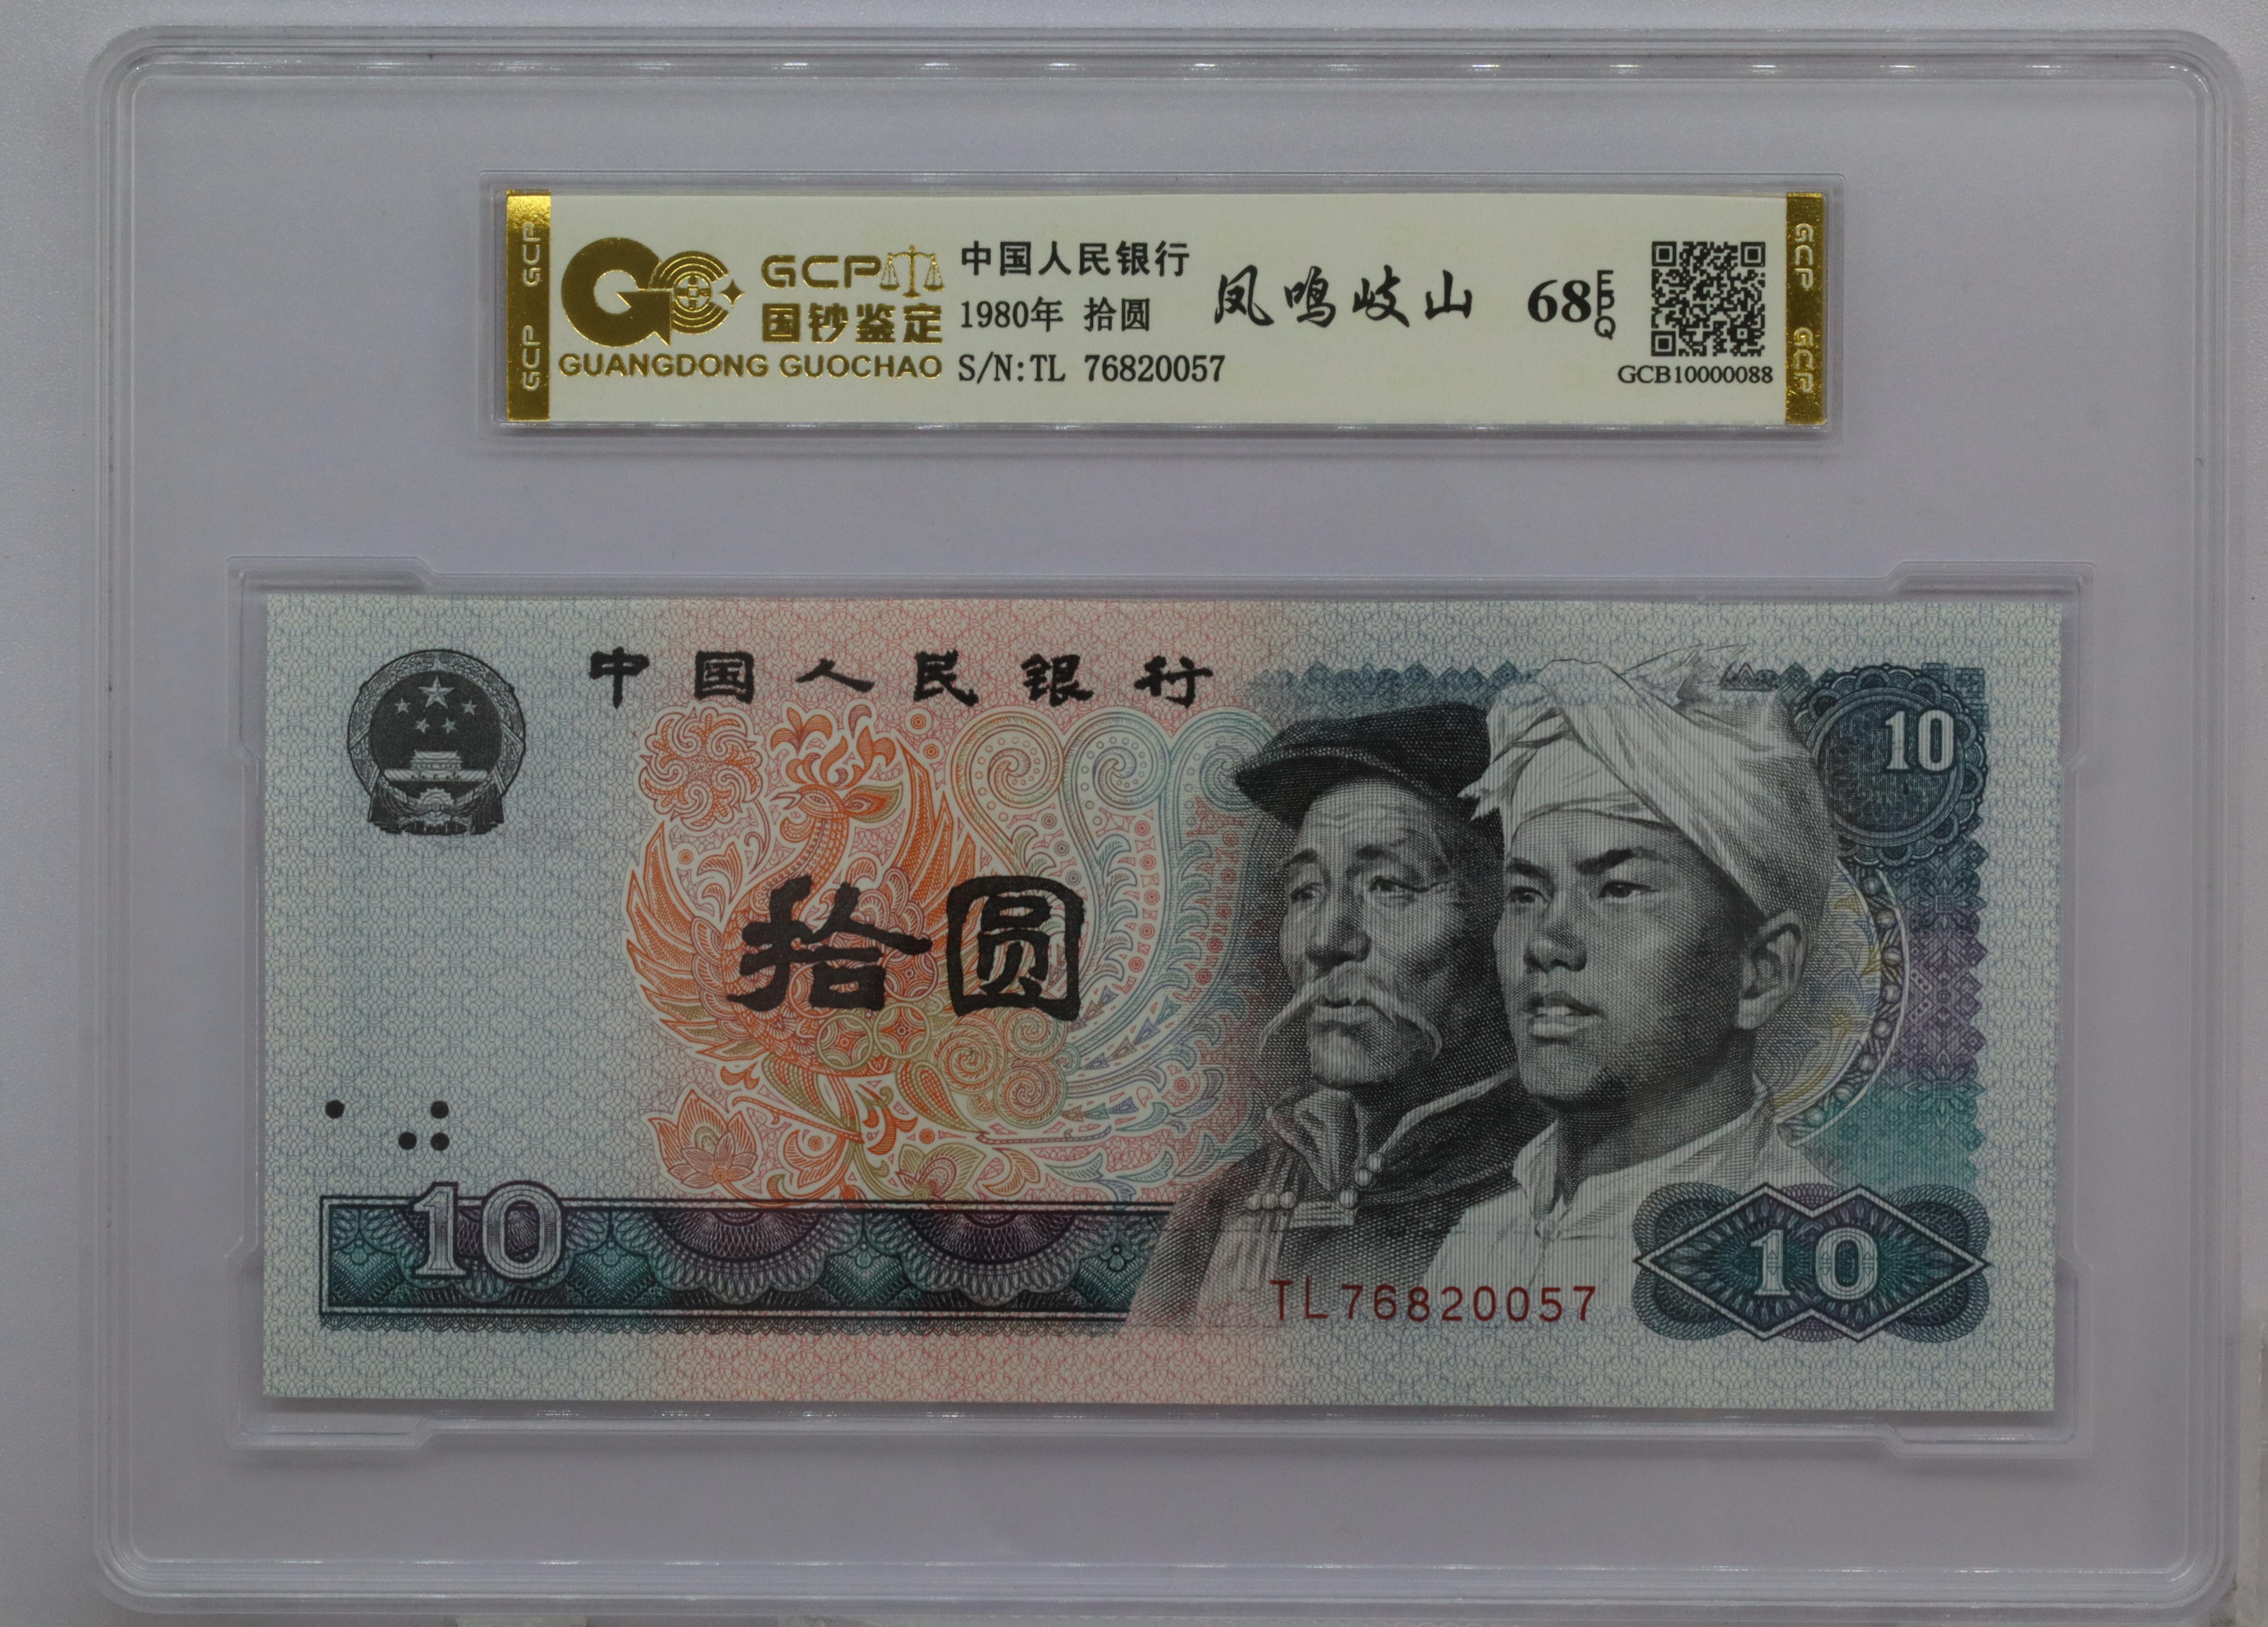 GCP GCP
GCP
国钞鉴定
GUANGDONG GUOCHAO
中国人民银行
1980年 拾圆
S/N:TL 76820057
凤鸣岐山
68 EPQ
GCB10000088
GCP GCP
中国人民银行
10
拾圆
10
TL76820057
10